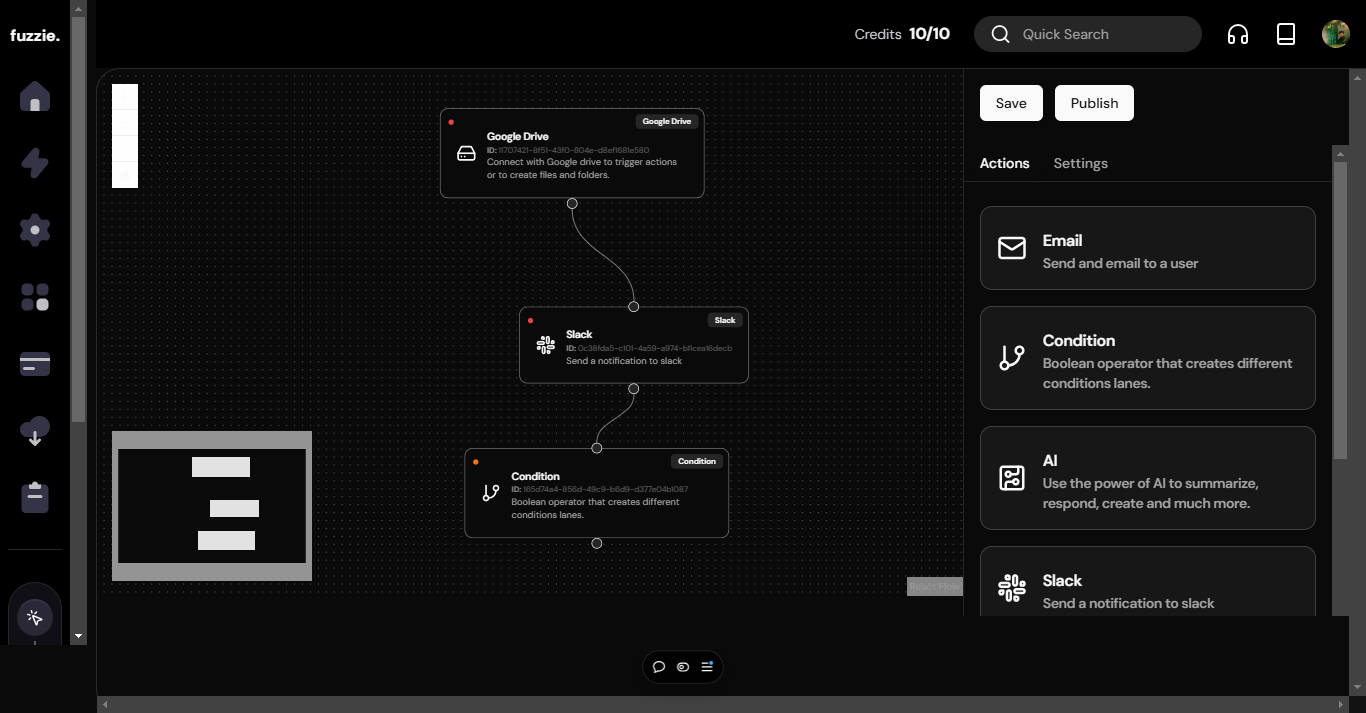 fuzzie.
Credits 10/10
Quick Search
Save
Publish
Actions
Settings
Google Drive
Google Drive
ID: 11707421-8f51-43f0-804e-d8ef1681e580
Connect with Google drive to trigger actions
or to create files and folders.
Slack
Slack
ID: 0c38fda5-c101-4a59-a974-b11cea16decb
Send a notification to slack
Condition
Condition
ID: 165d74a4-856d-49c9-b6d9-d377e04b1087
Boolean operator that creates different
conditions lanes.
React Flow
Email
Send and email to a user
Condition
Boolean operator that creates different
conditions lanes.
AI
Use the power of AI to summarize,
respond, create and much more.
Slack
Send a notification to slack